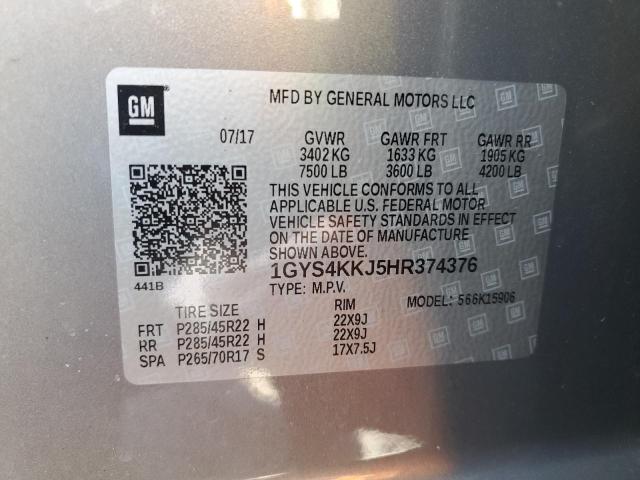 GM
MFD BY GENERAL MOTORS LLC
07/17 GVWR GAWR FRT GAWR RR
3402 KG 1633 KG 1905 KG
7500 LB 3600 LB 4200 LB
THIS VEHICLE CONFORMS TO ALL
APPLICABLE U.S. FEDERAL MOTOR
VEHICLE SAFETY STANDARDS IN EFFECT
ON THE DATE OF MANUFACTURE
SHOWN ABOVE.
1GYS4KKJ5HR374376
441B
TYPE: M.P.V. MODEL: 566K15906
TIRE SIZE RIM
FRT P285/45R22 H 22X9J
RR P285/45R22 H 22X9J
SPA P265/70R17 S 17X7.5J